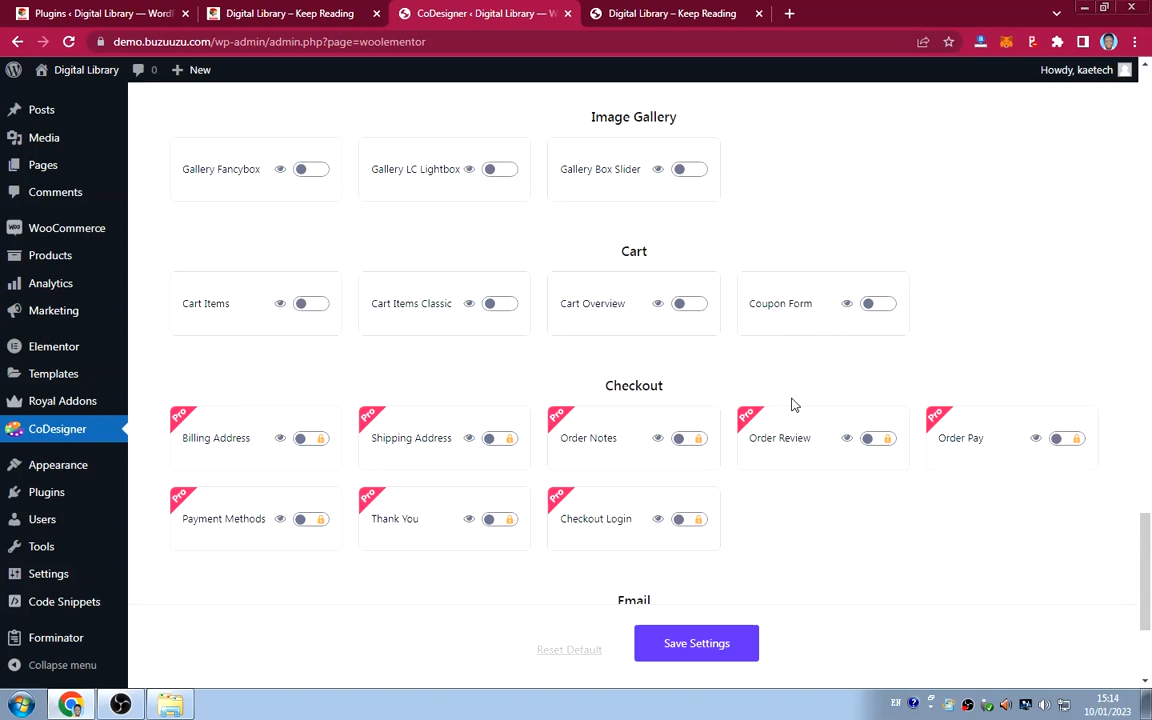 Plugins ‹ Digital Library — WordP
Digital Library – Keep Reading
CoDesigner ‹ Digital Library — W
Digital Library – Keep Reading
demo.buzuuzu.com/wp-admin/admin.php?page=woolementor
Digital Library
0
New
Howdy, kaetech
Posts
Media
Pages
Comments
WooCommerce
Products
Analytics
Marketing
Elementor
Templates
Royal Addons
CoDesigner
Appearance
Plugins
Users
Tools
Settings
Code Snippets
Forminator
Collapse menu
Image Gallery
Gallery Fancybox
Gallery LC Lightbox
Gallery Box Slider
Cart
Cart Items
Cart Items Classic
Cart Overview
Coupon Form
Checkout
Pro
Billing Address
Pro
Shipping Address
Pro
Order Notes
Pro
Order Review
Pro
Order Pay
Pro
Payment Methods
Pro
Thank You
Pro
Checkout Login
Email
Reset Default
Save Settings
EN
15:14
10/01/2023